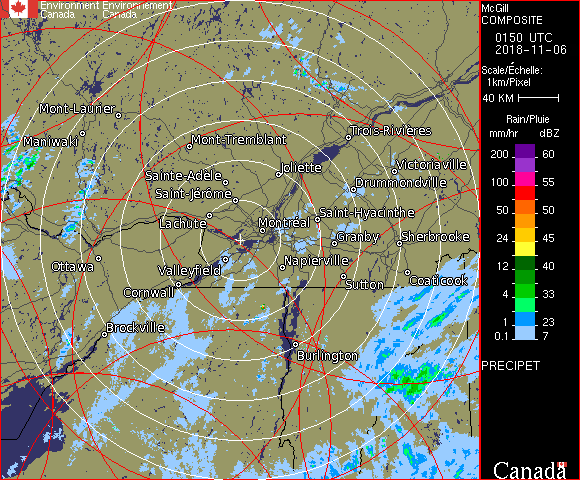 Environment Environnement
Canada Canada
McGill
COMPOSITE
0150 UTC
2018-11-06
Scale/Échelle:
1km/Pixel
40 KM
Rain/Pluie
mm/hr dBZ
200 60
100 55
50 50
24 45
12 40
4 33
1 23
0.1 7
PRECIPET
Canada
Mont-Laurier
Maniwaki
Mont-Tremblant
Trois-Rivières
Sainte-Adèle
Joliette
Victoriaville
Saint-Jérôme
Drummondville
Lachute
Montréal
Saint-Hyacinthe
Granby
Sherbrooke
Ottawa
Valleyfield
Napierville
Cornwall
Sutton
Coaticook
Brockville
Burlington